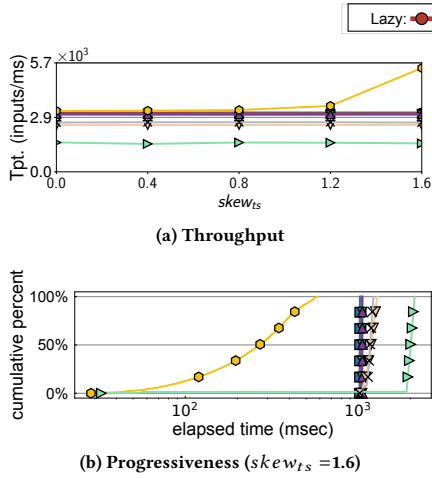 Lazy:
×10³
5.7
2.9
0.0
Tpt. (inputs/ms)
0.0 0.4 0.8 1.2 1.6
skew_ts
(a) Throughput
100%
50%
0%
cumulative percent
10² 10³
elapsed time (msec)
(b) Progressiveness (skew_ts =1.6)